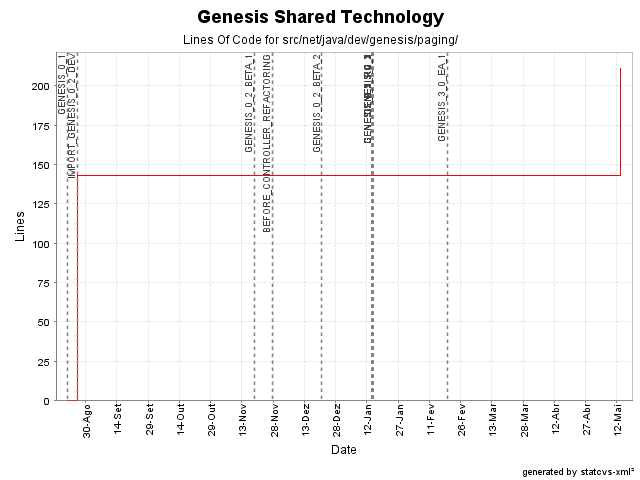 Genesis Shared Technology
Lines Of Code for src/net/java/dev/genesis/paging/
GENESIS_0_1
IMPORT_GENESIS_0_2_DEV
GENESIS_0_2_BETA_1
BEFORE_CONTROLLER_REFACTORING
GENESIS_0_2_BETA_2
GENESIS_3_0_EA_1
Lines
200
175
150
125
100
75
50
25
0
30-Ago
14-Set
29-Set
14-Out
29-Out
13-Nov
28-Nov
13-Dez
28-Dez
12-Jan
27-Jan
11-Fev
26-Fev
13-Mar
28-Mar
12-Abr
27-Abr
12-Mai
Date
generated by statcvs-xml²